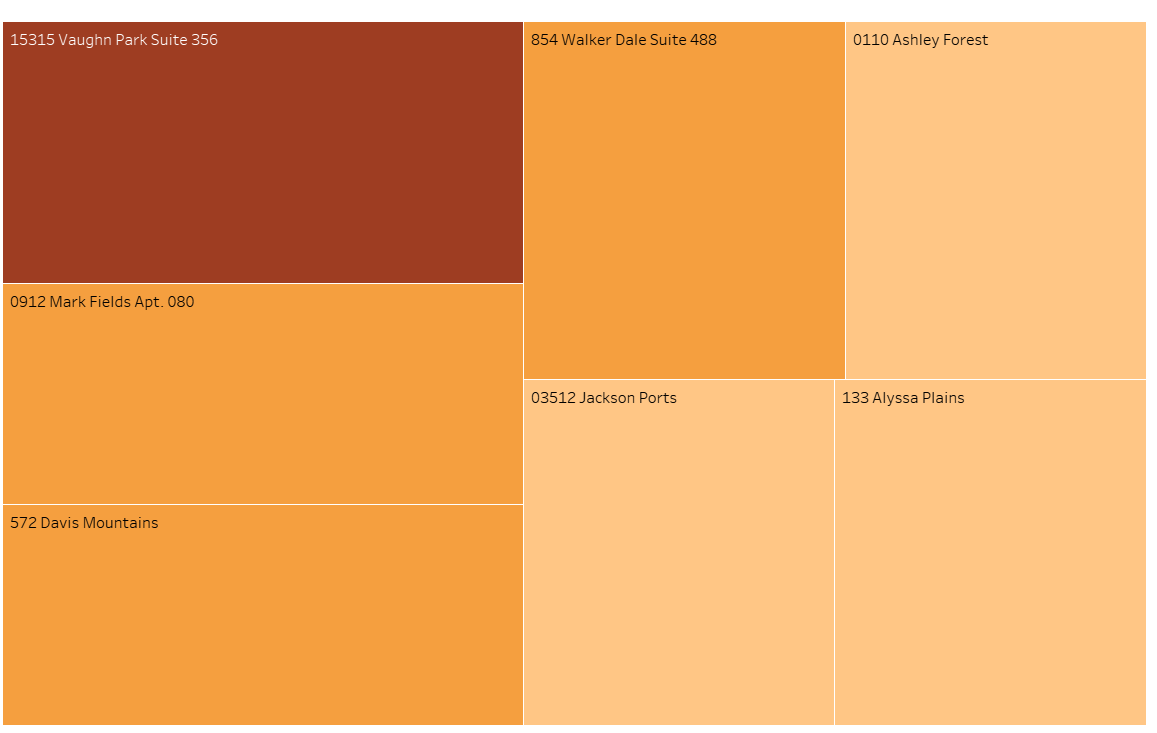 15315 Vaughn Park Suite 356
854 Walker Dale Suite 488
0110 Ashley Forest
0912 Mark Fields Apt. 080
03512 Jackson Ports
133 Alyssa Plains
572 Davis Mountains